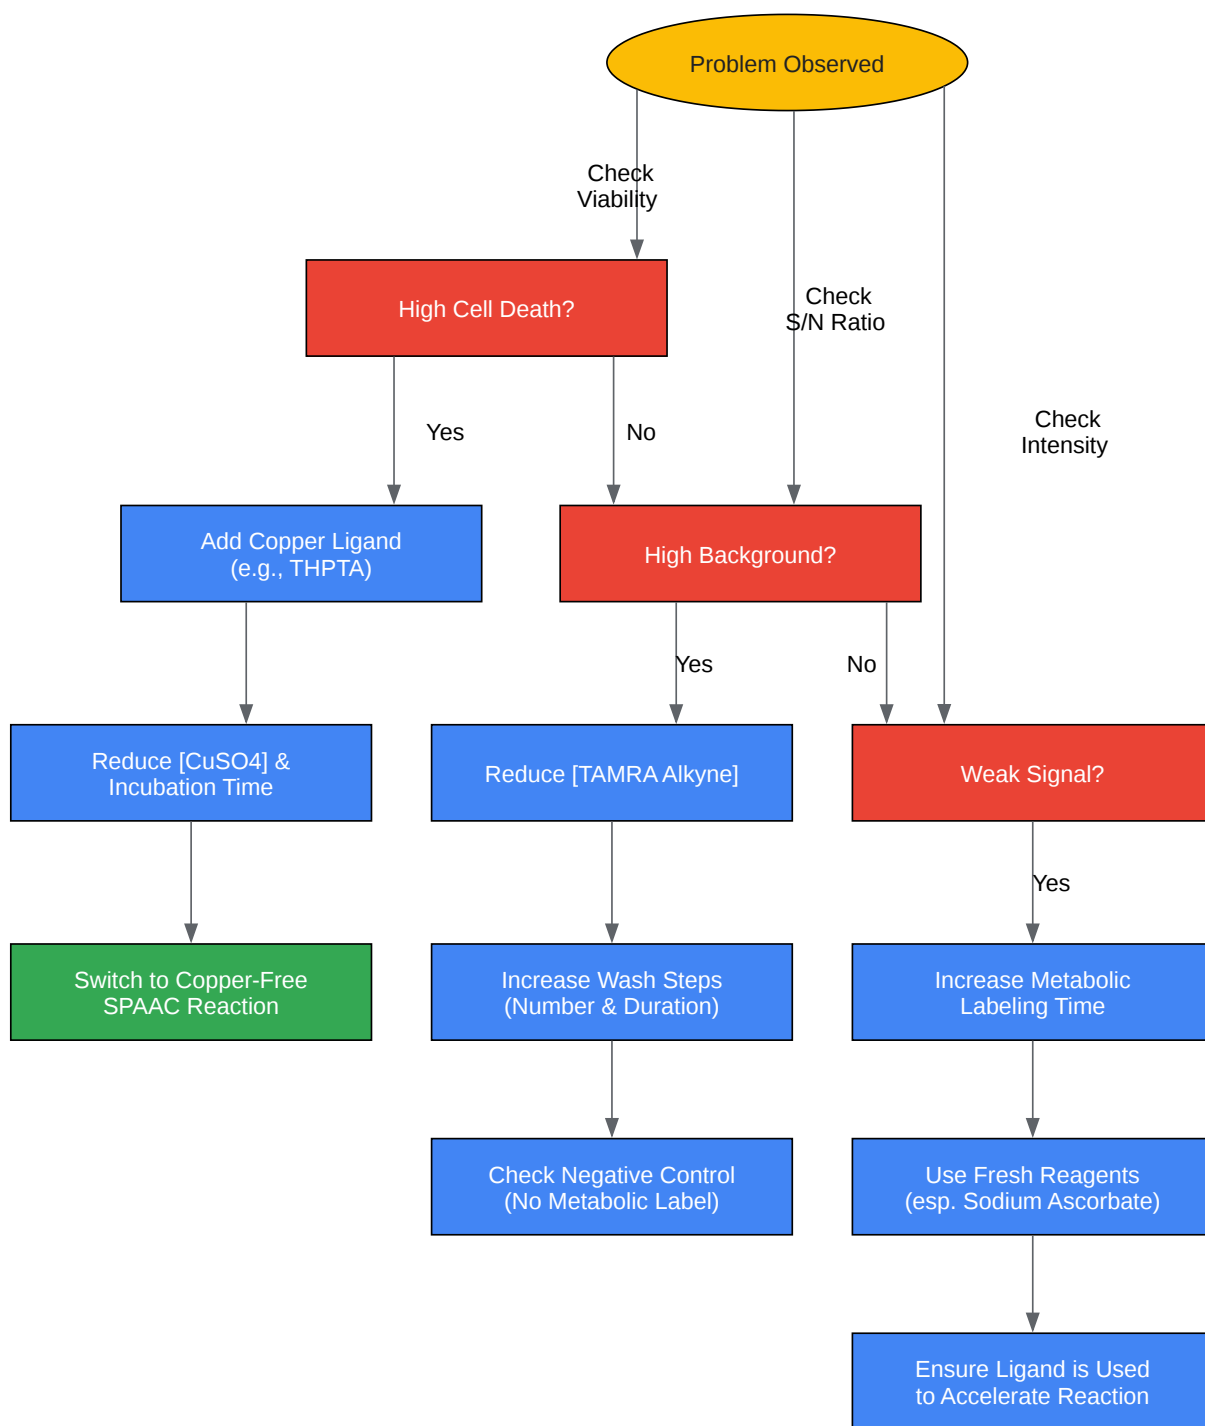 Problem Observed
Check
Viability
High Cell Death?
Check
S/N Ratio
Check
Intensity
Yes
No
Add Copper Ligand
(e.g., THPTA)
High Background?
Yes
No
Reduce [CuSO4] &
Incubation Time
Reduce [TAMRA Alkyne]
Weak Signal?
Yes
Switch to Copper-Free
SPAAC Reaction
Increase Wash Steps
(Number & Duration)
Increase Metabolic
Labeling Time
Check Negative Control
(No Metabolic Label)
Use Fresh Reagents
(esp. Sodium Ascorbate)
Ensure Ligand is Used
to Accelerate Reaction